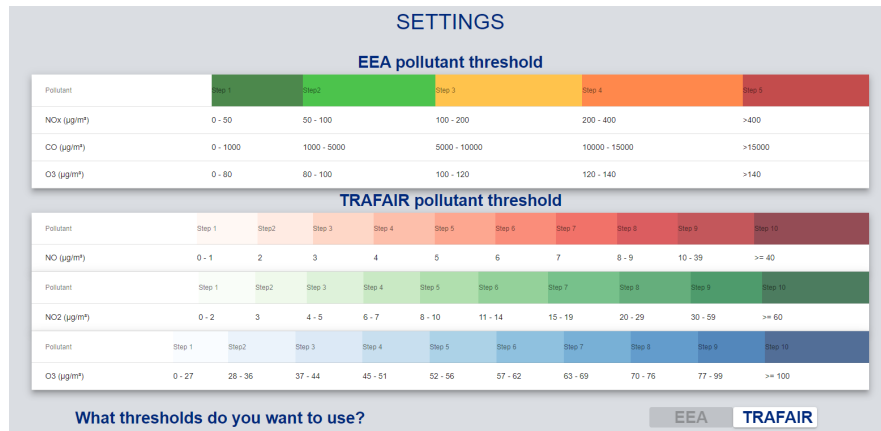 SETTINGS
EEA pollutant threshold
Pollutant Step 1 Step2 Step 3 Step 4 Step 5
NOx (µg/m³) 0 - 50 50 - 100 100 - 200 200 - 400 >400
CO (µg/m³) 0 - 1000 1000 - 5000 5000 - 10000 10000 - 15000 >15000
O3 (µg/m³) 0 - 80 80 - 100 100 - 120 120 - 140 >140
TRAFAIR pollutant threshold
Pollutant Step 1 Step2 Step 3 Step 4 Step 5 Step 6 Step 7 Step 8 Step 9 Step 10
NO (µg/m³) 0 - 1 2 3 4 5 6 7 8 - 9 10 - 39 >= 40
Pollutant Step 1 Step2 Step 3 Step 4 Step 5 Step 6 Step 7 Step 8 Step 9 Step 10
NO2 (µg/m³) 0 - 2 3 4 - 5 6 - 7 8 - 10 11 - 14 15 - 19 20 - 29 30 - 59 >= 60
Pollutant Step 1 Step2 Step 3 Step 4 Step 5 Step 6 Step 7 Step 8 Step 9 Step 10
O3 (µg/m³) 0 - 27 28 - 36 37 - 44 45 - 51 52 - 56 57 - 62 63 - 69 70 - 76 77 - 99 >= 100
What thresholds do you want to use? EEA TRAFAIR